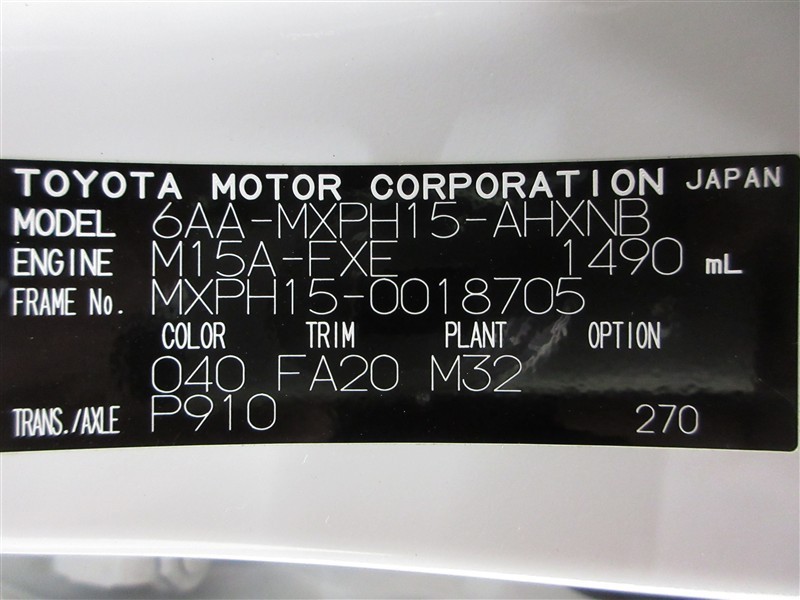 TOYOTA MOTOR CORPORATION JAPAN
MODEL 6AA-MXPH15-AHXNB
ENGINE M15A-FXE 1490 mL
FRAME No. MXPH15-0018705
COLOR TRIM PLANT OPTION
040 FA20 M32
TRANS./AXLE P910 270